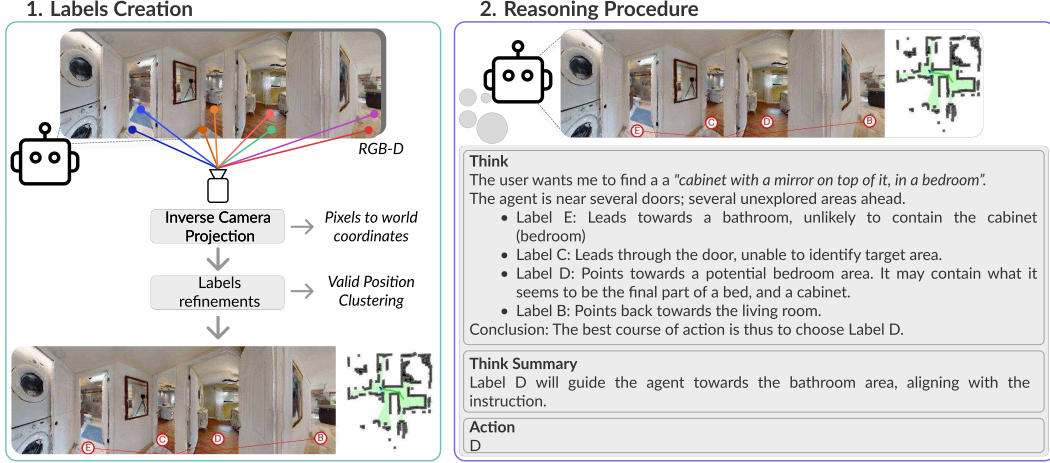 1. Labels Creation
RGB-D
Inverse Camera
Projection
Pixels to world
coordinates
Labels
refinements
Valid Position
Clustering
E
C
D
B
2. Reasoning Procedure
E
C
D
B
Think
The user wants me to find a a "cabinet with a mirror on top of it, in a bedroom".
The agent is near several doors; several unexplored areas ahead.
• Label E: Leads towards a bathroom, unlikely to contain the cabinet
(bedroom)
• Label C: Leads through the door, unable to identify target area.
• Label D: Points towards a potential bedroom area. It may contain what it
seems to be the final part of a bed, and a cabinet.
• Label B: Points back towards the living room.
Conclusion: The best course of action is thus to choose Label D.
Think Summary
Label D will guide the agent towards the bathroom area, aligning with the
instruction.
Action
D